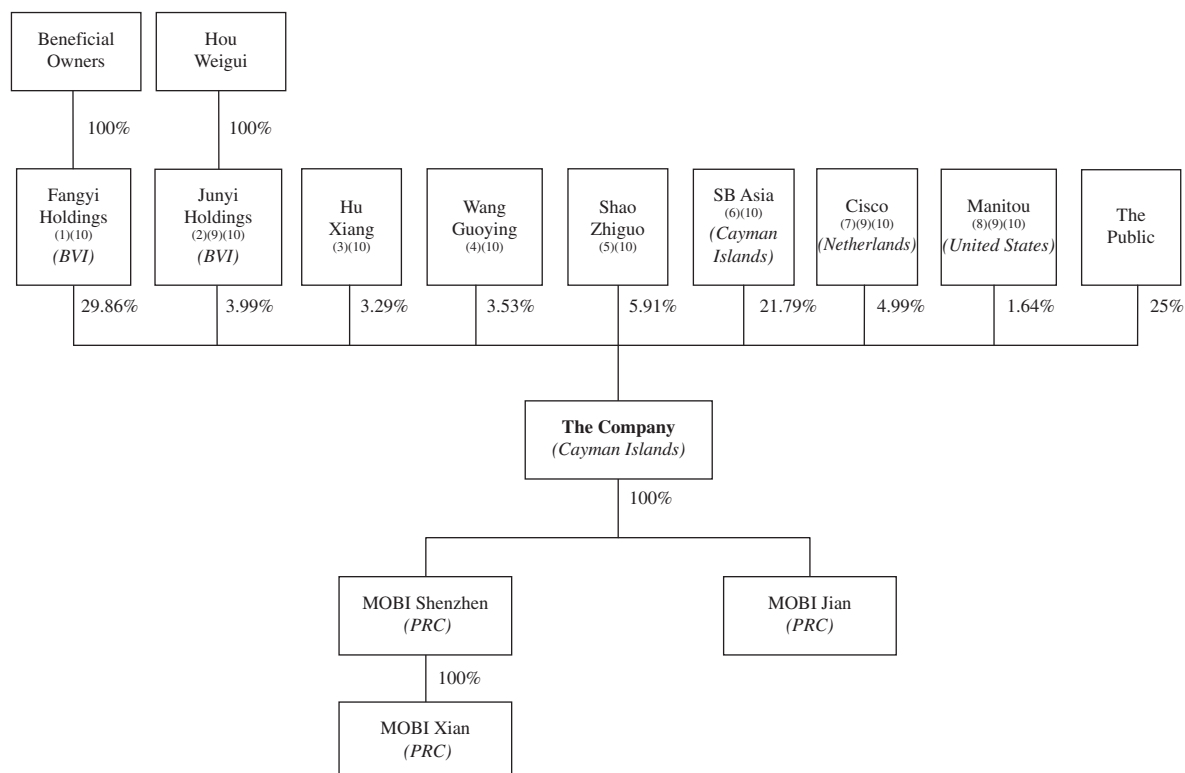 Beneficial
Owners
Hou
Weigui
100%
100%
Fangyi
Holdings
(1)(10)
(BVI)
Junyi
Holdings
(2)(9)(10)
(BVI)
Hu
Xiang
(3)(10)
Wang
Guoying
(4)(10)
Shao
Zhiguo
(5)(10)
SB Asia
(6)(10)
(Cayman
Islands)
Cisco
(7)(9)(10)
(Netherlands)
Manitou
(8)(9)(10)
(United States)
The
Public
29.86%
3.99%
3.29%
3.53%
5.91%
21.79%
4.99%
1.64%
25%
The Company
(Cayman Islands)
100%
MOBI Shenzhen
(PRC)
MOBI Jian
(PRC)
100%
MOBI Xian
(PRC)